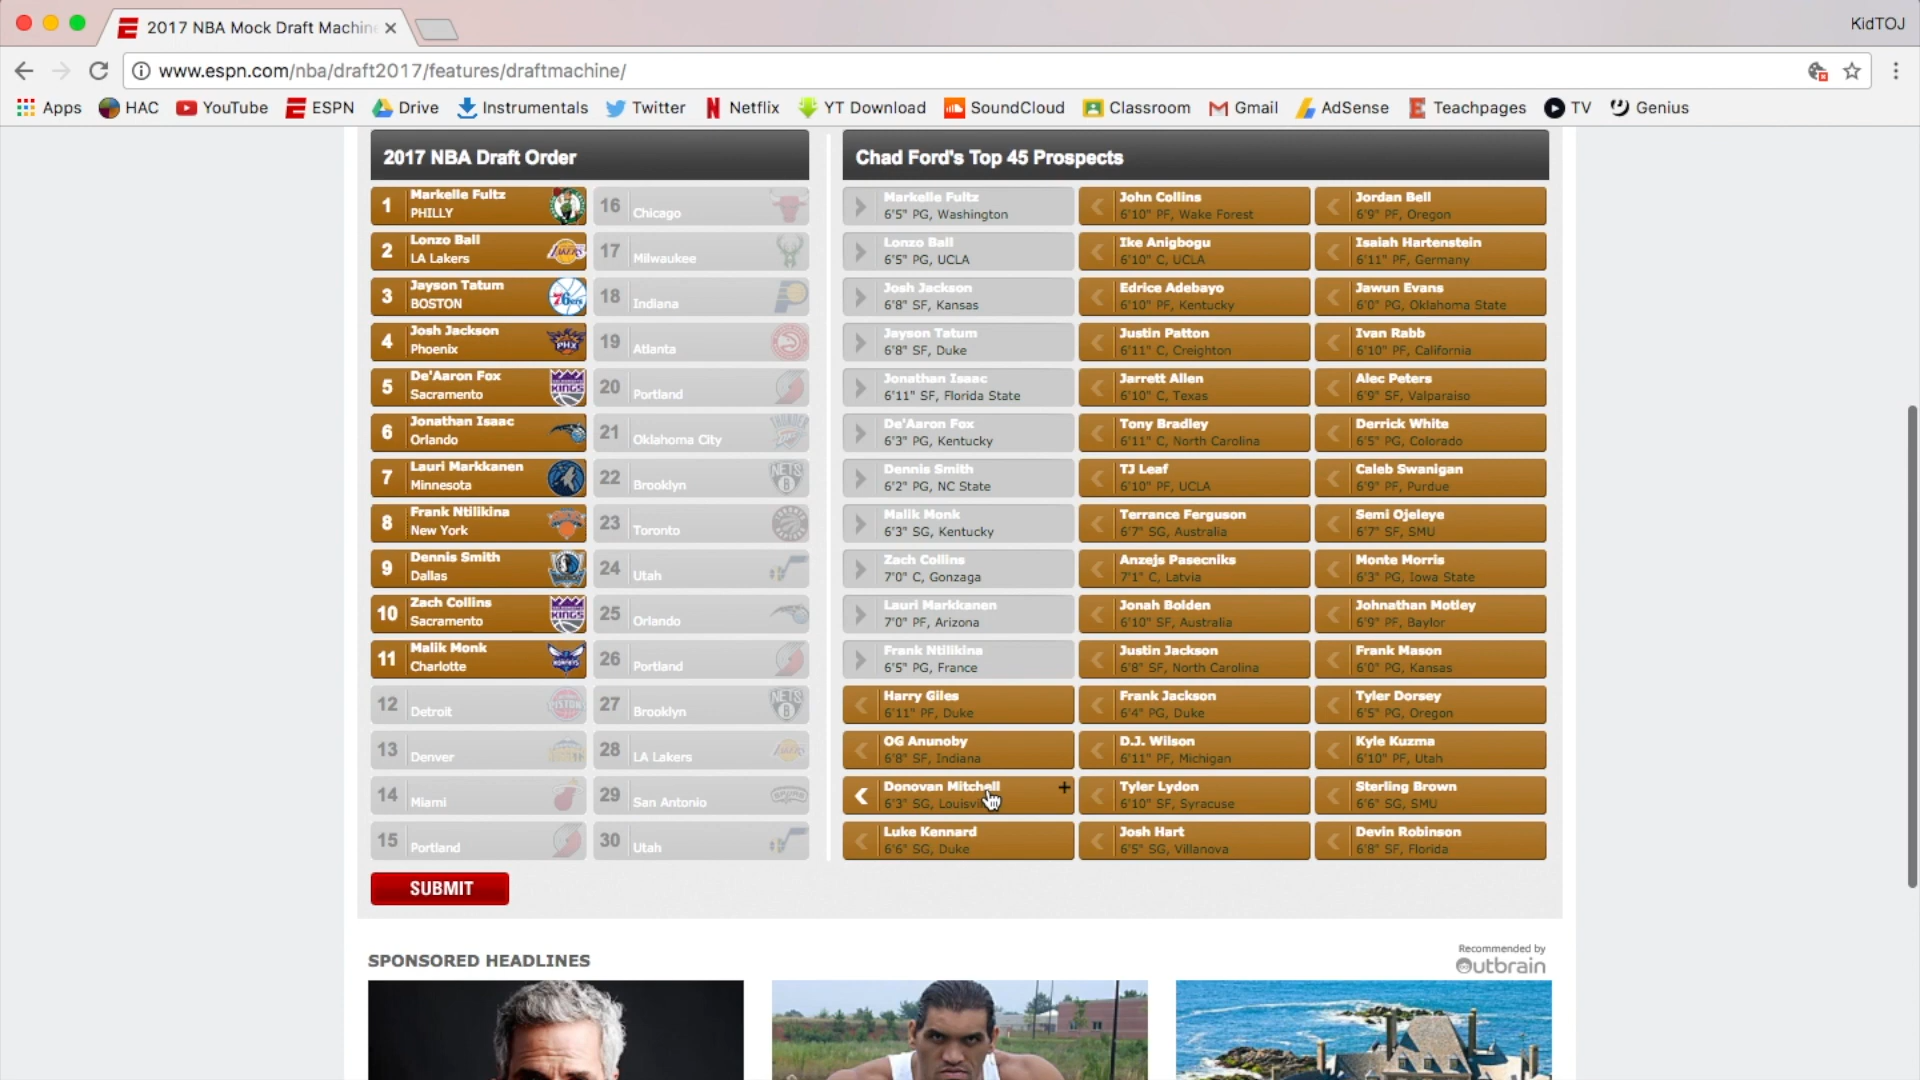 2017 NBA Mock Draft Machine
KidTOJ
www.espn.com/nba/draft2017/features/draftmachine/
Apps HAC YouTube ESPN Drive Instrumentals Twitter Netflix YT Download SoundCloud Classroom Gmail AdSense Teachpages TV Genius
2017 NBA Draft Order
1 Markelle Fultz
PHILLY
2 Lonzo Ball
LA Lakers
3 Jayson Tatum
BOSTON
4 Josh Jackson
Phoenix
5 De'Aaron Fox
Sacramento
6 Jonathan Isaac
Orlando
7 Lauri Markkanen
Minnesota
8 Frank Ntilikina
New York
9 Dennis Smith
Dallas
10 Zach Collins
Sacramento
11 Malik Monk
Charlotte
12 Detroit
13 Denver
14 Miami
15 Portland
16 Chicago
17 Milwaukee
18 Indiana
19 Atlanta
20 Portland
21 Oklahoma City
22 Brooklyn
23 Toronto
24 Utah
25 Orlando
26 Portland
27 Brooklyn
28 LA Lakers
29 San Antonio
30 Utah
SUBMIT
Chad Ford's Top 45 Prospects
Markelle Fultz
6'5" PG, Washington
Lonzo Ball
6'5" PG, UCLA
Josh Jackson
6'8" SF, Kansas
Jayson Tatum
6'8" SF, Duke
Jonathan Isaac
6'11" SF, Florida State
De'Aaron Fox
6'3" PG, Kentucky
Dennis Smith
6'2" PG, NC State
Malik Monk
6'3" SG, Kentucky
Zach Collins
7'0" C, Gonzaga
Lauri Markkanen
7'0" PF, Arizona
Frank Ntilikina
6'5" PG, France
Harry Giles
6'11" PF, Duke
OG Anunoby
6'8" SF, Indiana
Donovan Mitchell
6'3" SG, Louisvi
Luke Kennard
6'6" SG, Duke
John Collins
6'10" PF, Wake Forest
Ike Anigbogu
6'10" C, UCLA
Edrice Adebayo
6'10" PF, Kentucky
Justin Patton
6'11" C, Creighton
Jarrett Allen
6'10" C, Texas
Tony Bradley
6'11" C, North Carolina
TJ Leaf
6'10" PF, UCLA
Terrance Ferguson
6'7" SG, Australia
Anzejs Pasecniks
7'1" C, Latvia
Jonah Bolden
6'10" SF, Australia
Justin Jackson
6'8" SF, North Carolina
Frank Jackson
6'4" PG, Duke
D.J. Wilson
6'11" PF, Michigan
Tyler Lydon
6'10" SF, Syracuse
Josh Hart
6'5" SG, Villanova
Jordan Bell
6'9" PF, Oregon
Isaiah Hartenstein
6'11" PF, Germany
Jawun Evans
6'0" PG, Oklahoma State
Ivan Rabb
6'10" PF, California
Alec Peters
6'9" SF, Valparaiso
Derrick White
6'5" PG, Colorado
Caleb Swanigan
6'9" PF, Purdue
Semi Ojeleye
6'7" SF, SMU
Monte Morris
6'3" PG, Iowa State
Johnathan Motley
6'9" PF, Baylor
Frank Mason
6'0" PG, Kansas
Tyler Dorsey
6'5" PG, Oregon
Kyle Kuzma
6'10" PF, Utah
Sterling Brown
6'6" SG, SMU
Devin Robinson
6'8" SF, Florida
SPONSORED HEADLINES
Recommended by
Outbrain